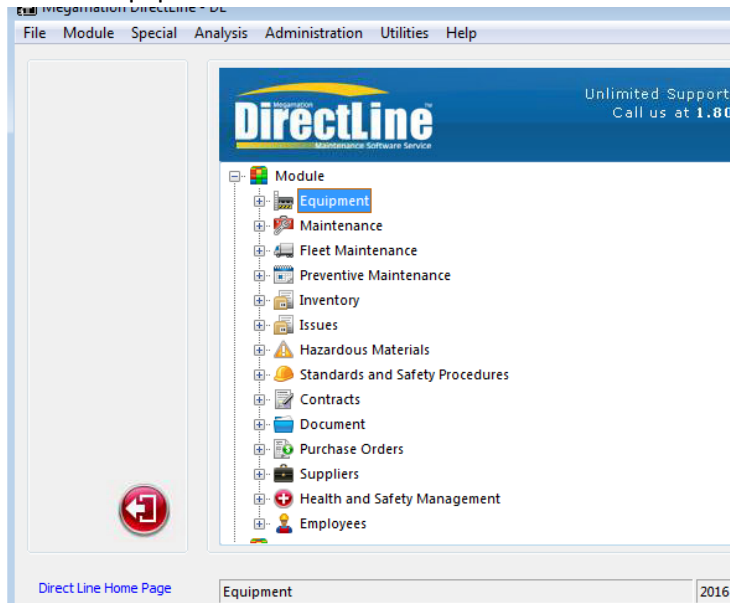 Megamation DirectLine - DL
File Module Special Analysis Administration Utilities Help
Megamation
DirectLine
Maintenance Software Service
Unlimited Support
Call us at 1.80
Module
Equipment
Maintenance
Fleet Maintenance
Preventive Maintenance
Inventory
Issues
Hazardous Materials
Standards and Safety Procedures
Contracts
Document
Purchase Orders
Suppliers
Health and Safety Management
Employees
Direct Line Home Page
Equipment
2016